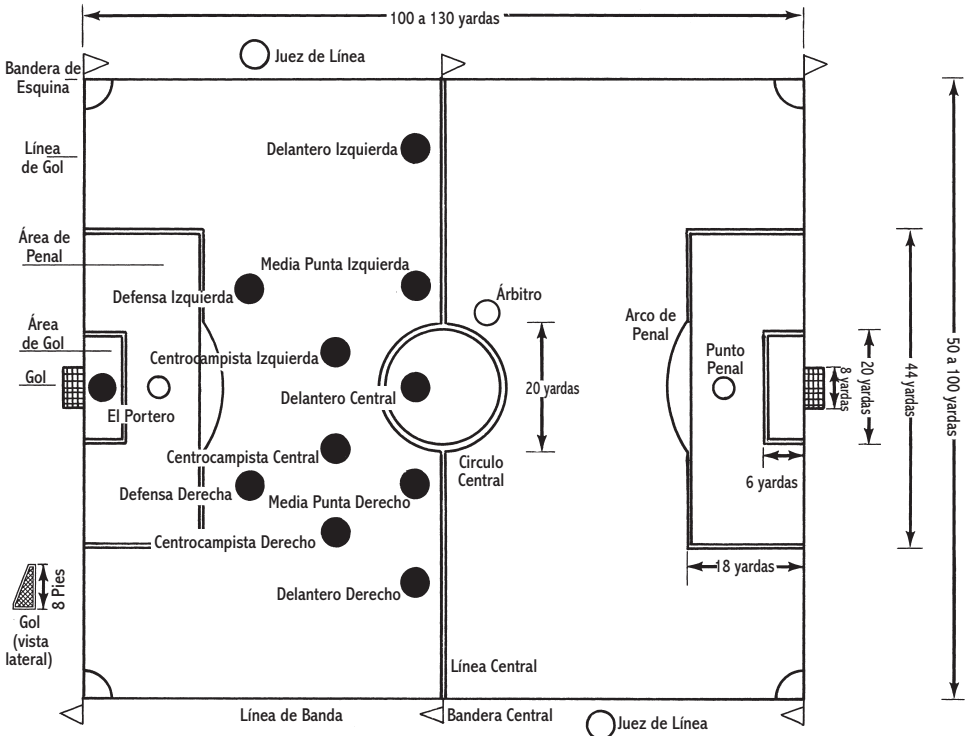 100 a 130 yardas
Juez de Línea
Bandera de
Esquina
Línea
de Gol
Delantero Izquierda
Área de
Penal
Media Punta Izquierda
Defensa Izquierda
Árbitro
Arco de
Penal
Área
de Gol
Centrocampista Izquierda
Punto
Penal
Gol
Delantero Central
20 yardas
8 yardas
20 yardas
44 yardas
50 a 100 yardas
El Portero
Centrocampista Central
Circulo
Central
Defensa Derecha
Media Punta Derecho
6 yardas
Centrocampista Derecho
18 yardas
8 Pies
Delantero Derecho
Gol
(vista
lateral)
Línea Central
Línea de Banda
Bandera Central
Juez de Línea